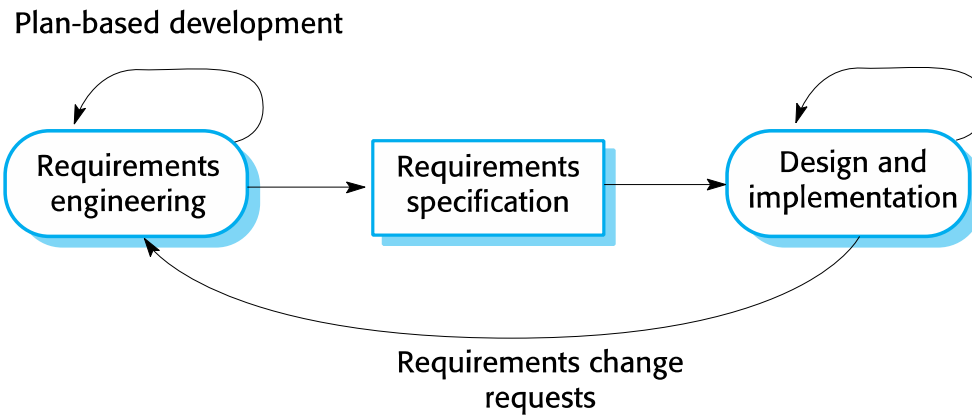 Plan-based development
Requirements
engineering
Requirements
specification
Design and
implementation
Requirements change
requests